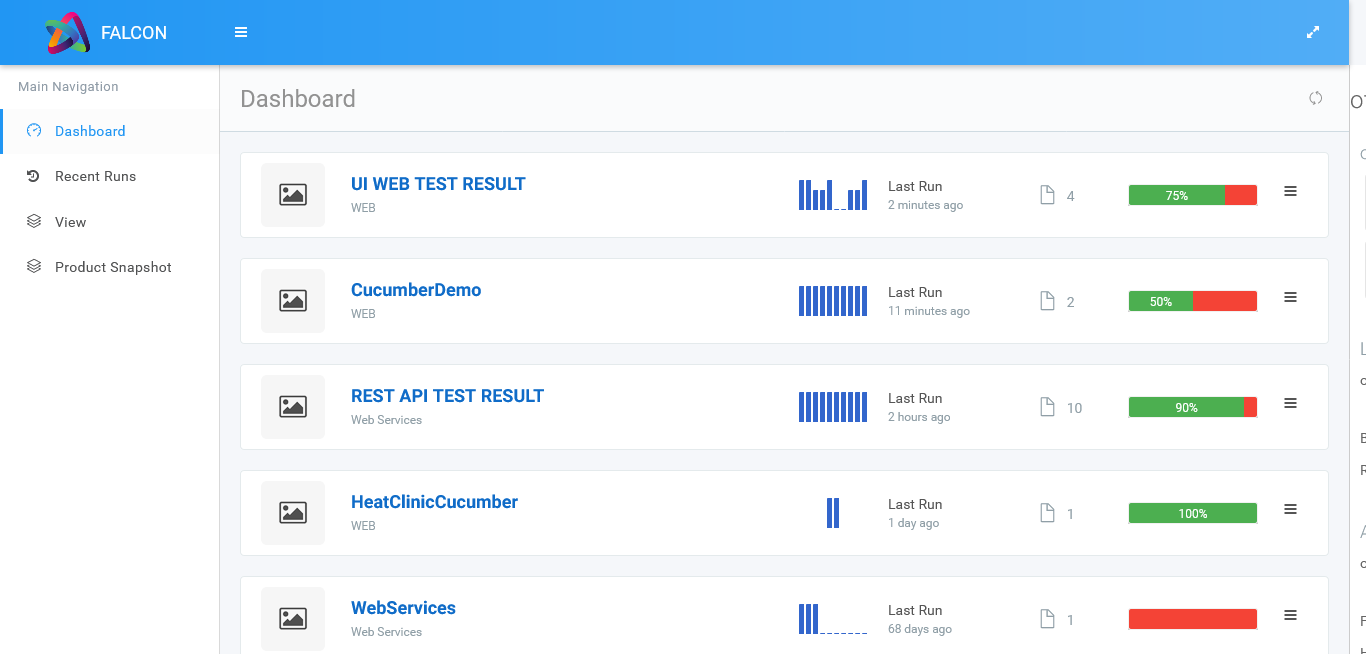 FALCON
Main Navigation
Dashboard
Recent Runs
View
Product Snapshot
Dashboard
UI WEB TEST RESULT
WEB
Last Run
2 minutes ago
4
75%
CucumberDemo
WEB
Last Run
11 minutes ago
2
50%
REST API TEST RESULT
Web Services
Last Run
2 hours ago
10
90%
HeatClinicCucumber
WEB
Last Run
1 day ago
1
100%
WebServices
Web Services
Last Run
68 days ago
1